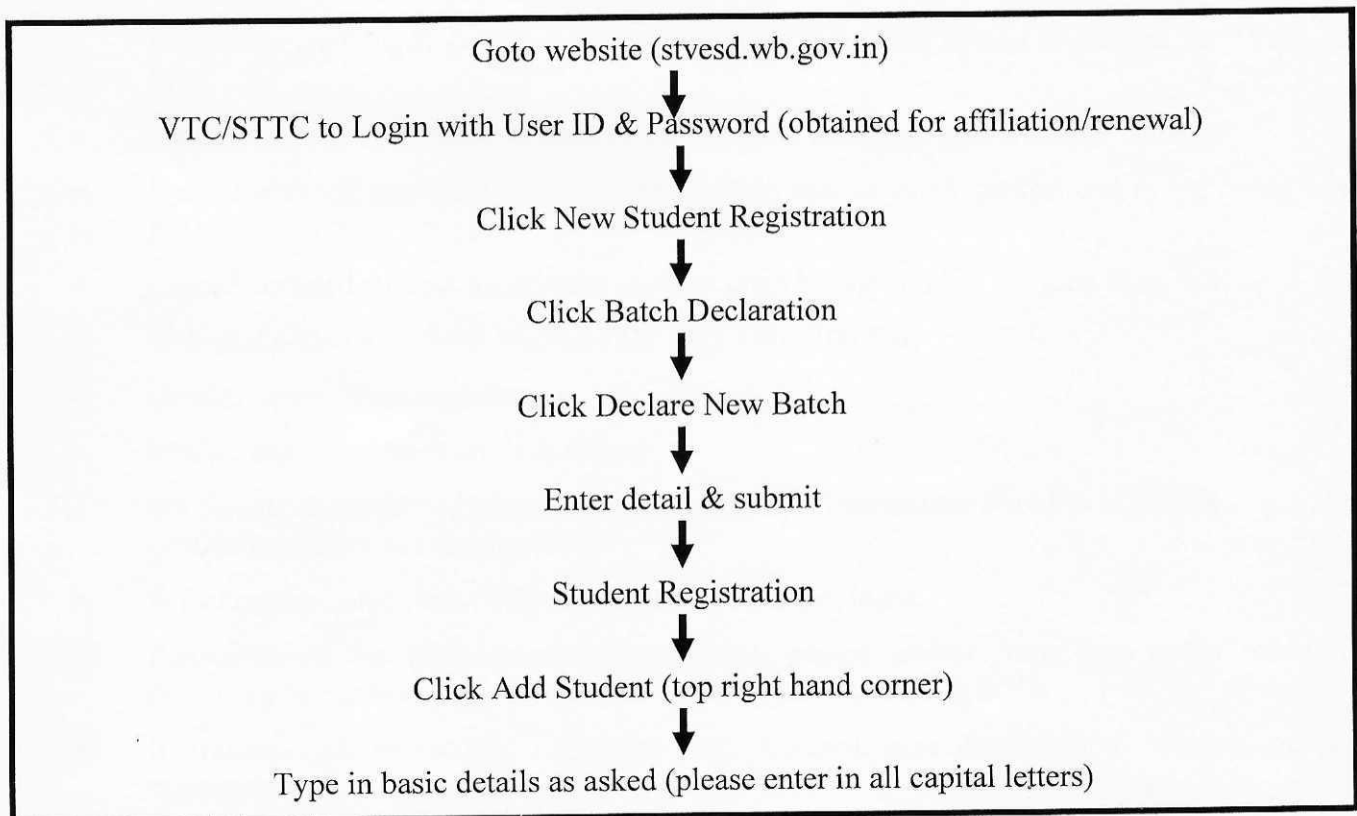 Goto website (stvesd.wb.gov.in)
VTC/STTC to Login with User ID & Password (obtained for affiliation/renewal)
Click New Student Registration
Click Batch Declaration
Click Declare New Batch
Enter detail & submit
Student Registration
Click Add Student (top right hand corner)
Type in basic details as asked (please enter in all capital letters)